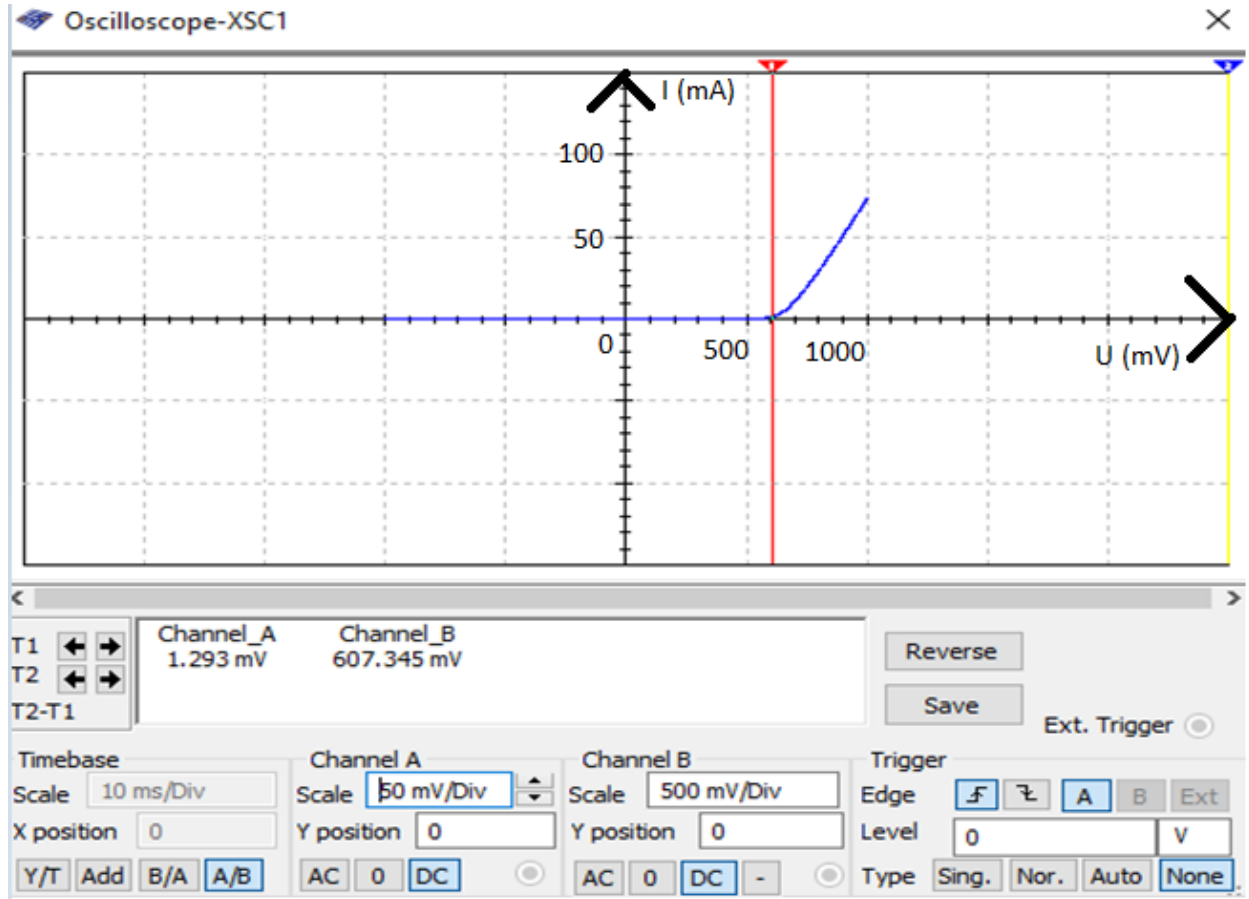 Oscilloscope-XSC1
I (mA)
100
50
0
500
1000
U (mV)
T1
T2
T2-T1
Channel_A Channel_B
1.293 mV 607.345 mV
Reverse
Save
Ext. Trigger
Timebase
Scale 10 ms/Div
X position 0
Y/T Add B/A A/B
Channel A
Scale 50 mV/Div
Y position 0
AC 0 DC
Channel B
Scale 500 mV/Div
Y position 0
AC 0 DC -
Trigger
Edge A B Ext
Level 0 V
Type Sing. Nor. Auto None